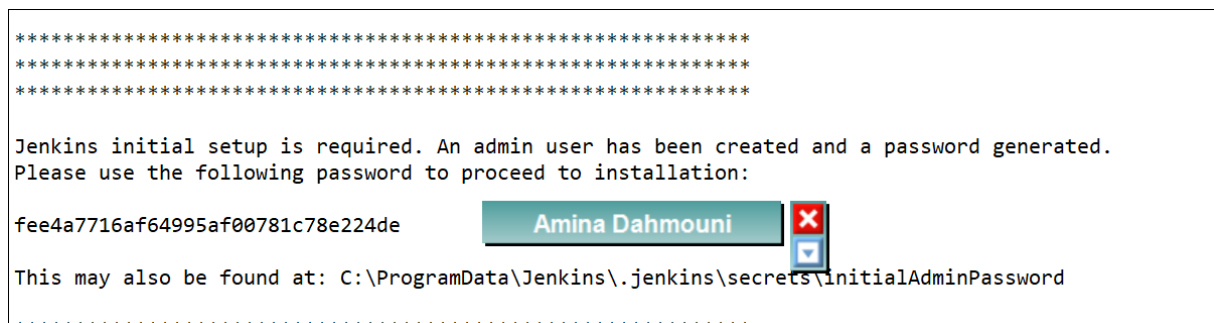 ************************************************************
************************************************************
************************************************************
Jenkins initial setup is required. An admin user has been created and a password generated.
Please use the following password to proceed to installation:
fee4a7716af64995af00781c78e224de
Amina Dahmouni
This may also be found at: C:\ProgramData\Jenkins\.jenkins\secrets\initialAdminPassword
************************************************************